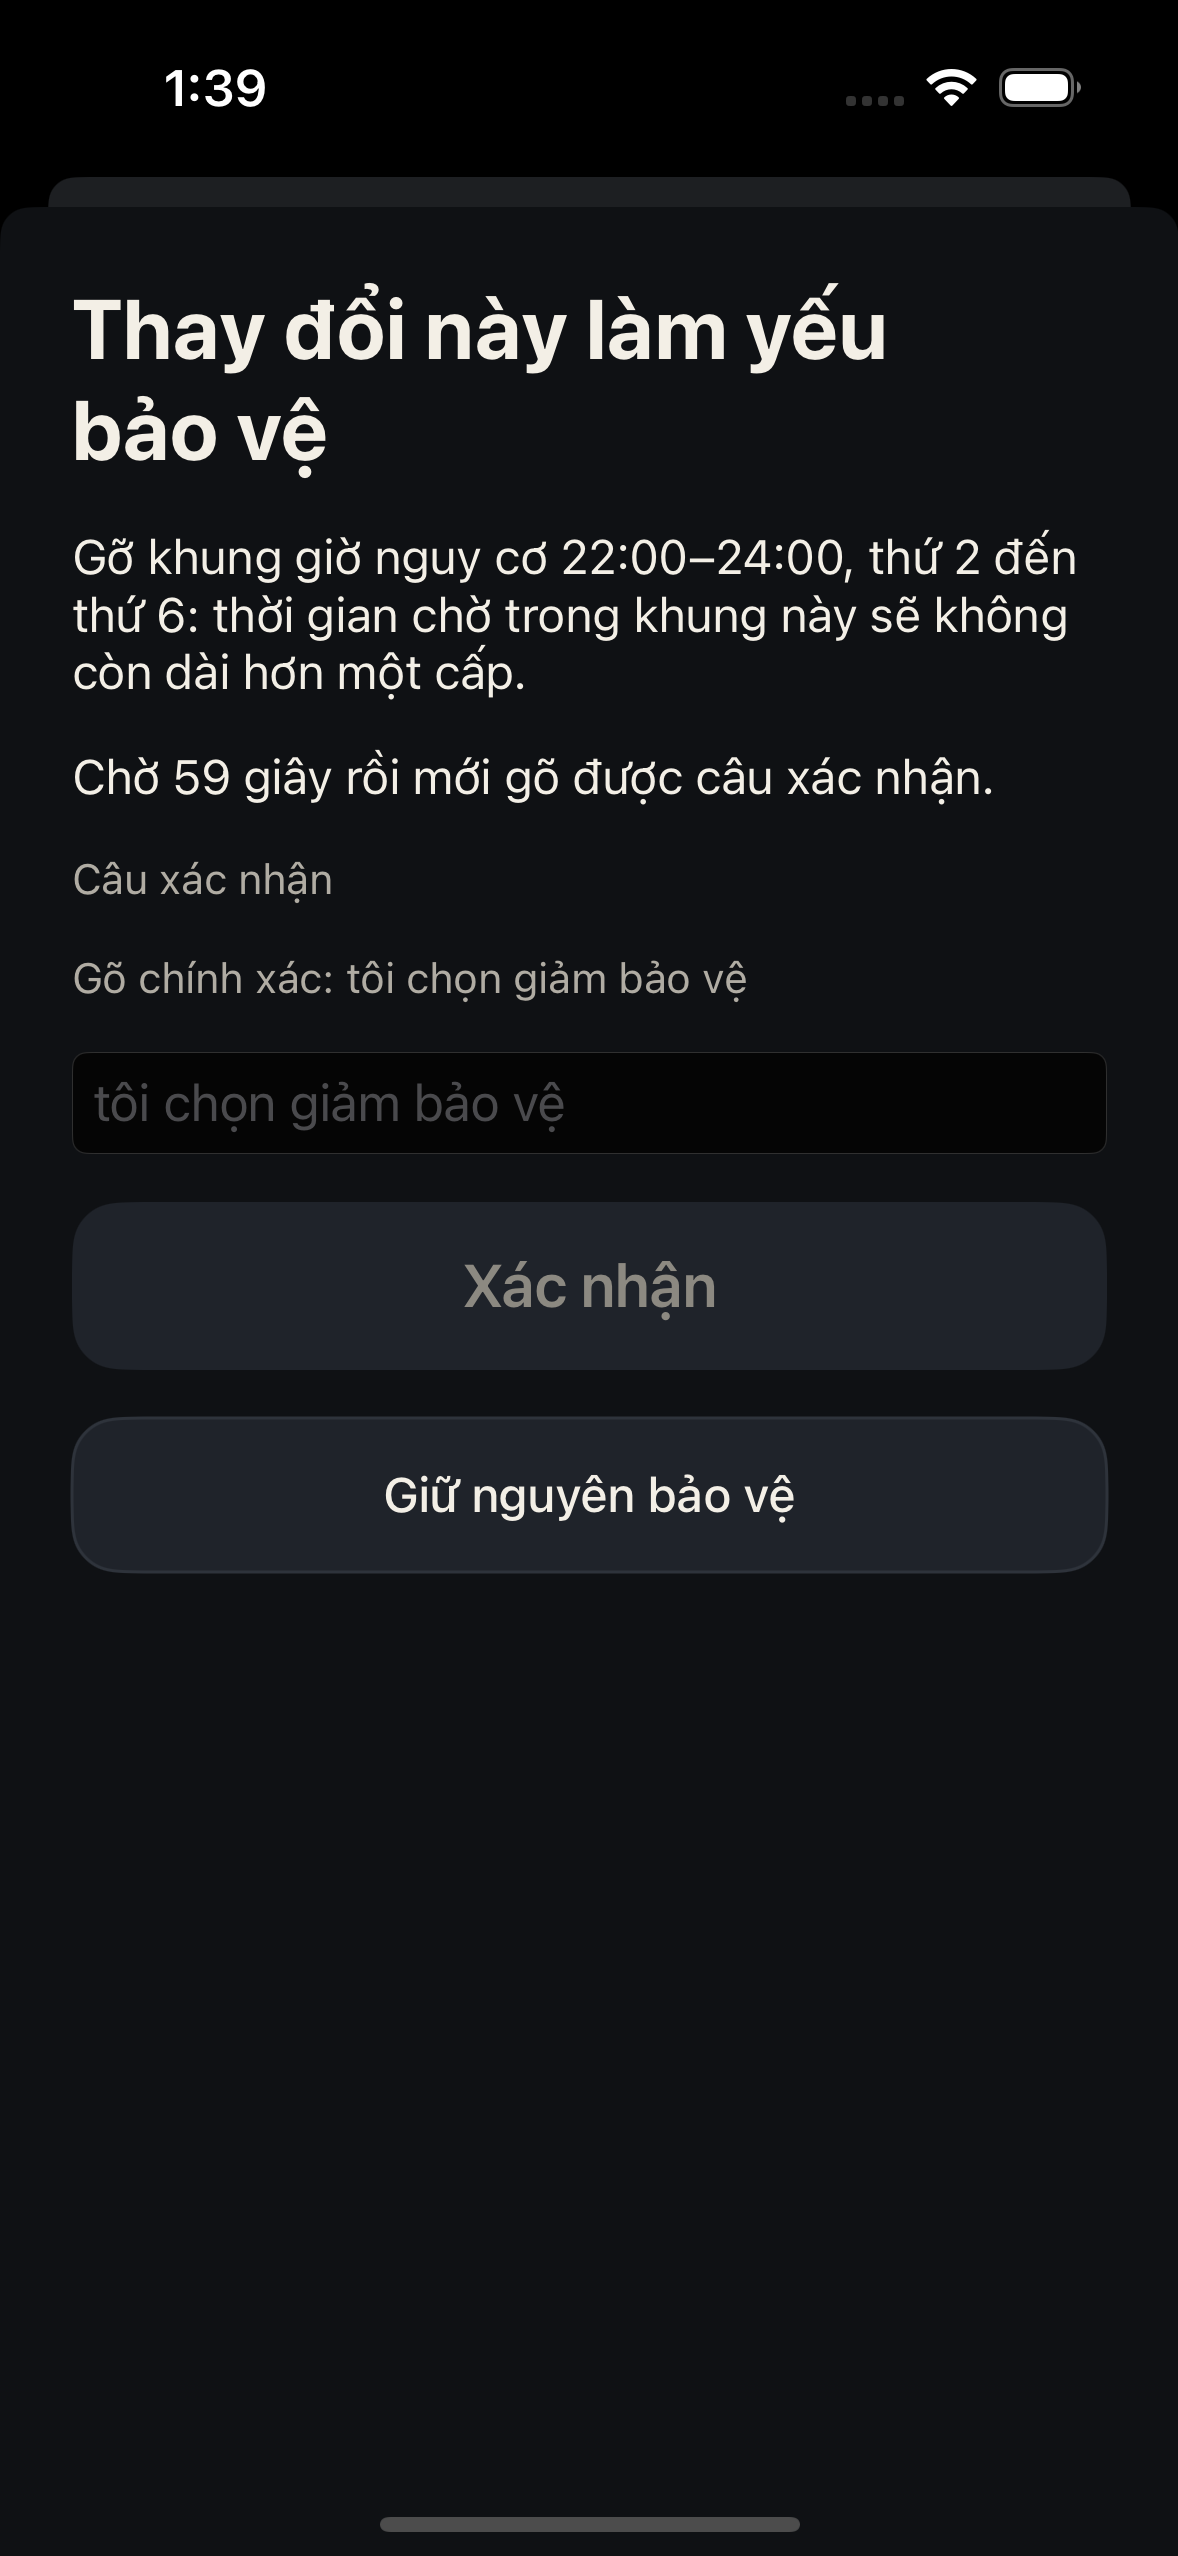 1:39
Thay đổi này làm yếu
bảo vệ
Gỡ khung giờ nguy cơ 22:00–24:00, thứ 2 đến
thứ 6: thời gian chờ trong khung này sẽ không
còn dài hơn một cấp.
Chờ 59 giây rồi mới gõ được câu xác nhận.
Câu xác nhận
Gõ chính xác: tôi chọn giảm bảo vệ
tôi chọn giảm bảo vệ
Xác nhận
Giữ nguyên bảo vệ